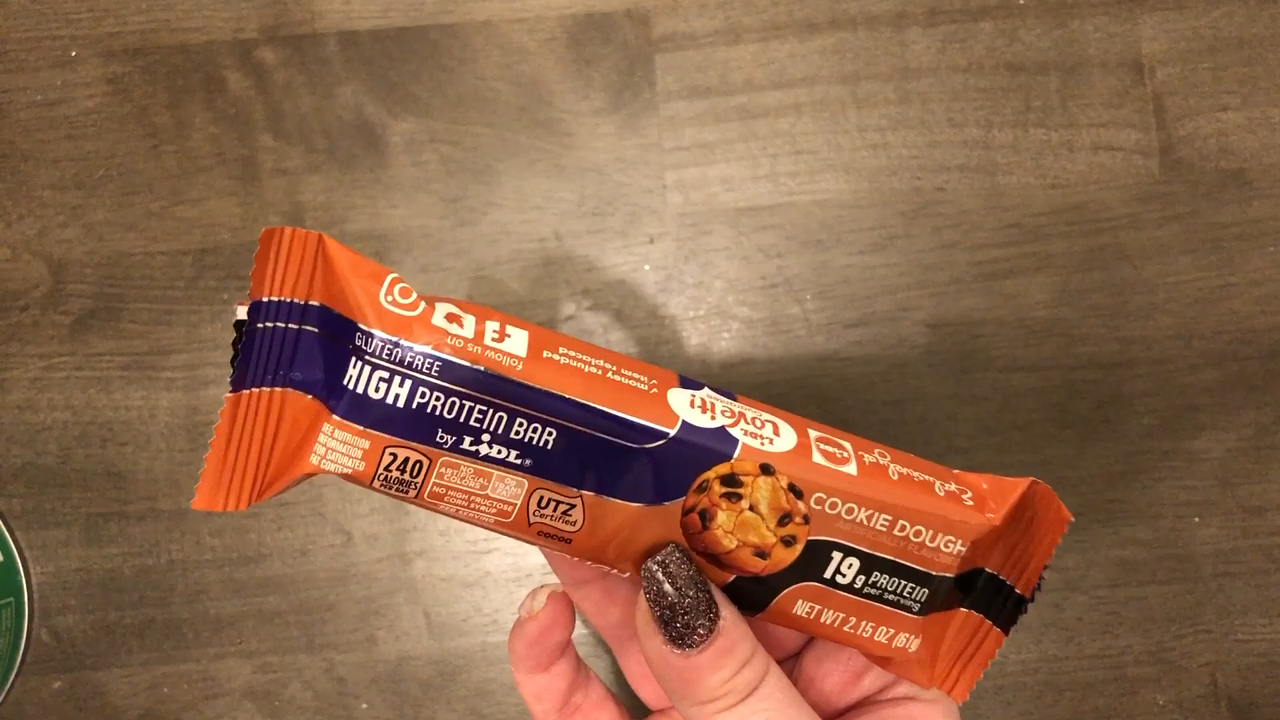 GLUTEN FREE
HIGH PROTEIN BAR
by LIDL®
SEE NUTRITION
INFORMATION
FOR SATURATED
FAT CONTENT
240
CALORIES
PER BAR
NO
ARTIFICIAL
COLORS
0g
TRANS
FAT
NO HIGH FRUCTOSE
CORN SYRUP
PER SERVING
UTZ
Certified
cocoa
COOKIE DOUGH
ARTIFICIALLY FLAVORED
19g PROTEIN
per serving
NET WT 2.15 OZ (61g)
Exclusively at
LIDL
LIDL
Love it!
Guarantee
✓ money refunded
✓ item replaced
follow us on